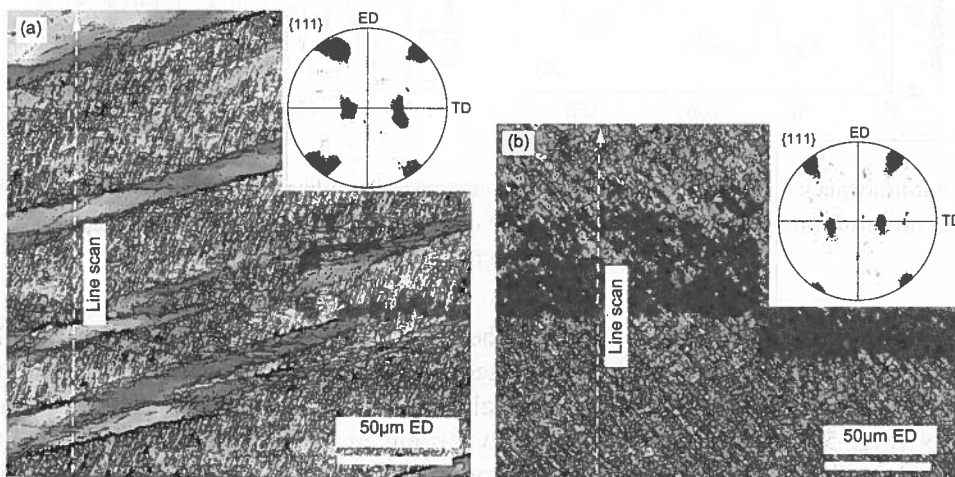 (a)
{111}
ED
TD
Line scan
50µm ED
(b)
{111}
ED
TD
Line scan
50µm ED